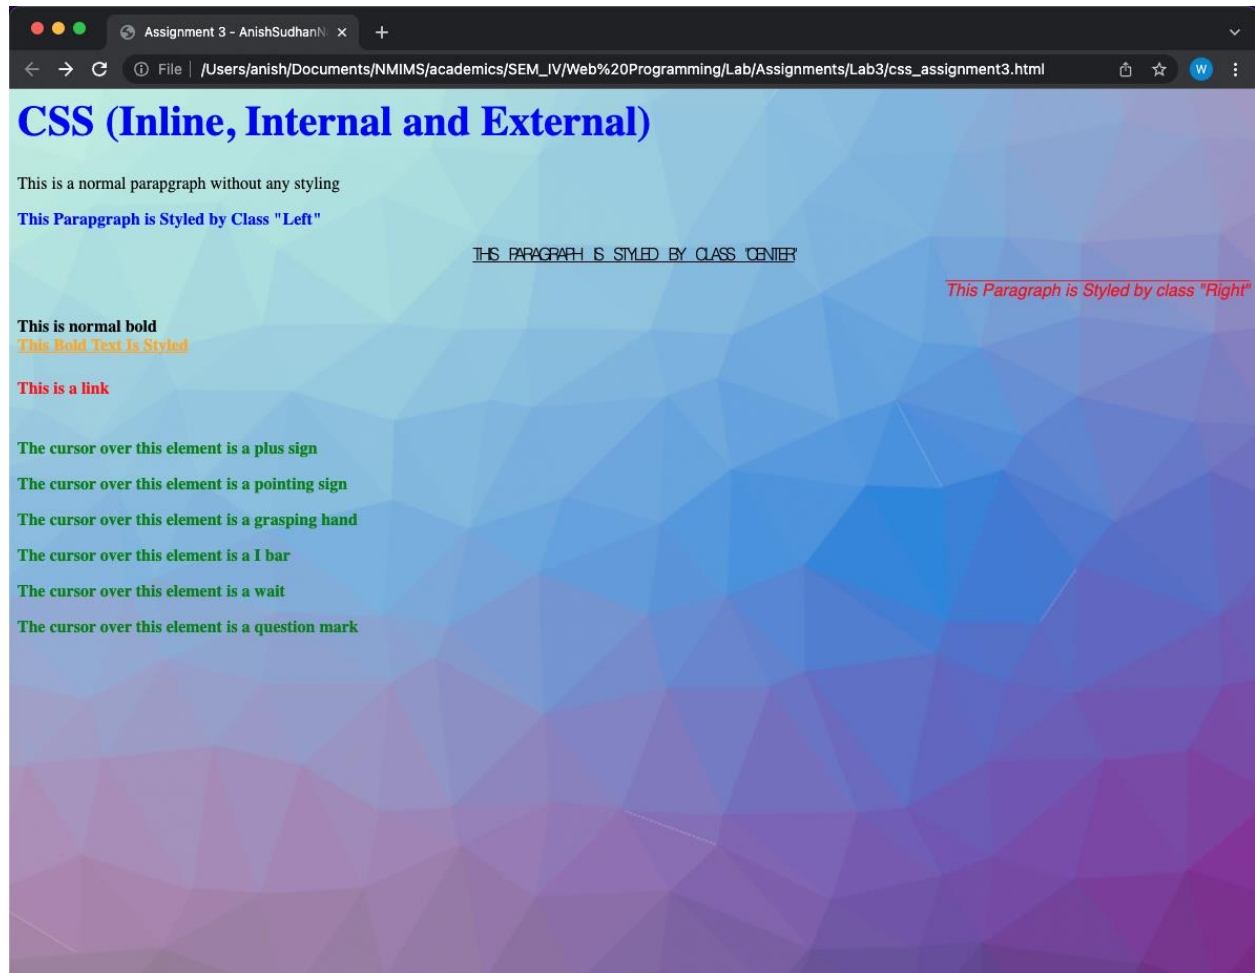 Assignment 3 - AnishSudhanN
File | /Users/anish/Documents/NMIMS/academics/SEM_IV/Web%20Programming/Lab/Assignments/Lab3/css_assignment3.html
W
CSS (Inline, Internal and External)
This is a normal parapgraph without any styling
This Parapgraph is Styled by Class "Left"
THIS PARAGRAPH IS STYLED BY CLASS "CENTER"
This Paragraph is Styled by class "Right"
This is normal bold
This Bold Text Is Styled
This is a link
The cursor over this element is a plus sign
The cursor over this element is a pointing sign
The cursor over this element is a grasping hand
The cursor over this element is a I bar
The cursor over this element is a wait
The cursor over this element is a question mark